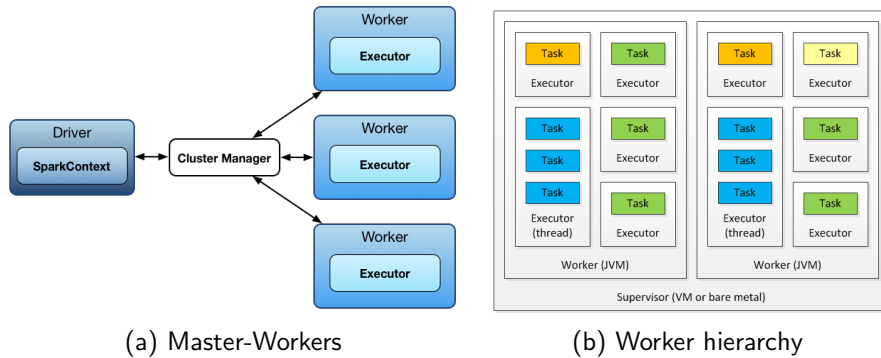 Driver
SparkContext
Cluster Manager
Worker
Executor
Worker
Executor
Worker
Executor
(a) Master-Workers
Task
Executor
Task
Executor
Task
Task
Task
Executor
(thread)
Task
Executor
Task
Executor
Worker (JVM)
Task
Executor
Task
Executor
Task
Task
Task
Executor
(thread)
Task
Executor
Task
Executor
Worker (JVM)
Supervisor (VM or bare metal)
(b) Worker hierarchy